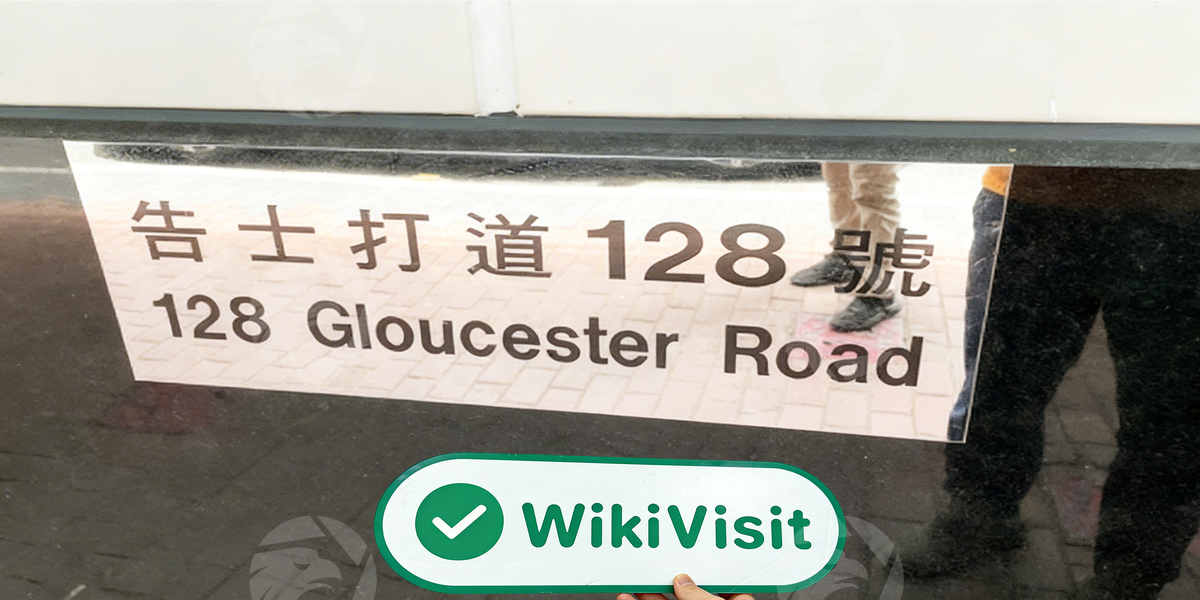 告士打道128號
128 Gloucester Road
WikiVisit